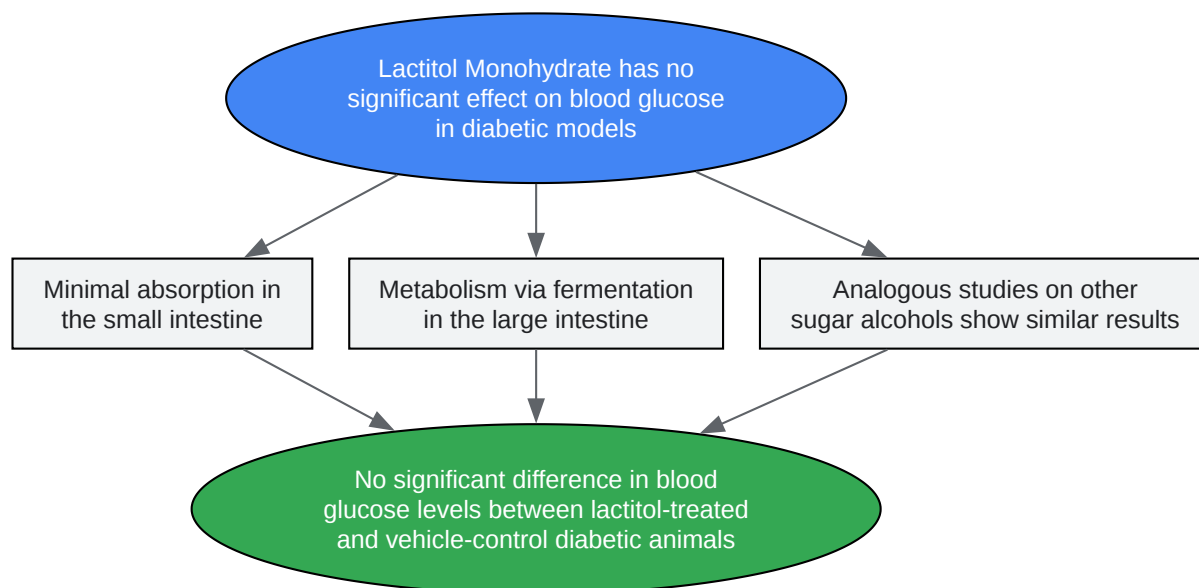 Lactitol Monohydrate has no
significant effect on blood glucose
in diabetic models
Minimal absorption in
the small intestine
Metabolism via fermentation
in the large intestine
Analogous studies on other
sugar alcohols show similar results
No significant difference in blood
glucose levels between lactitol-treated
and vehicle-control diabetic animals